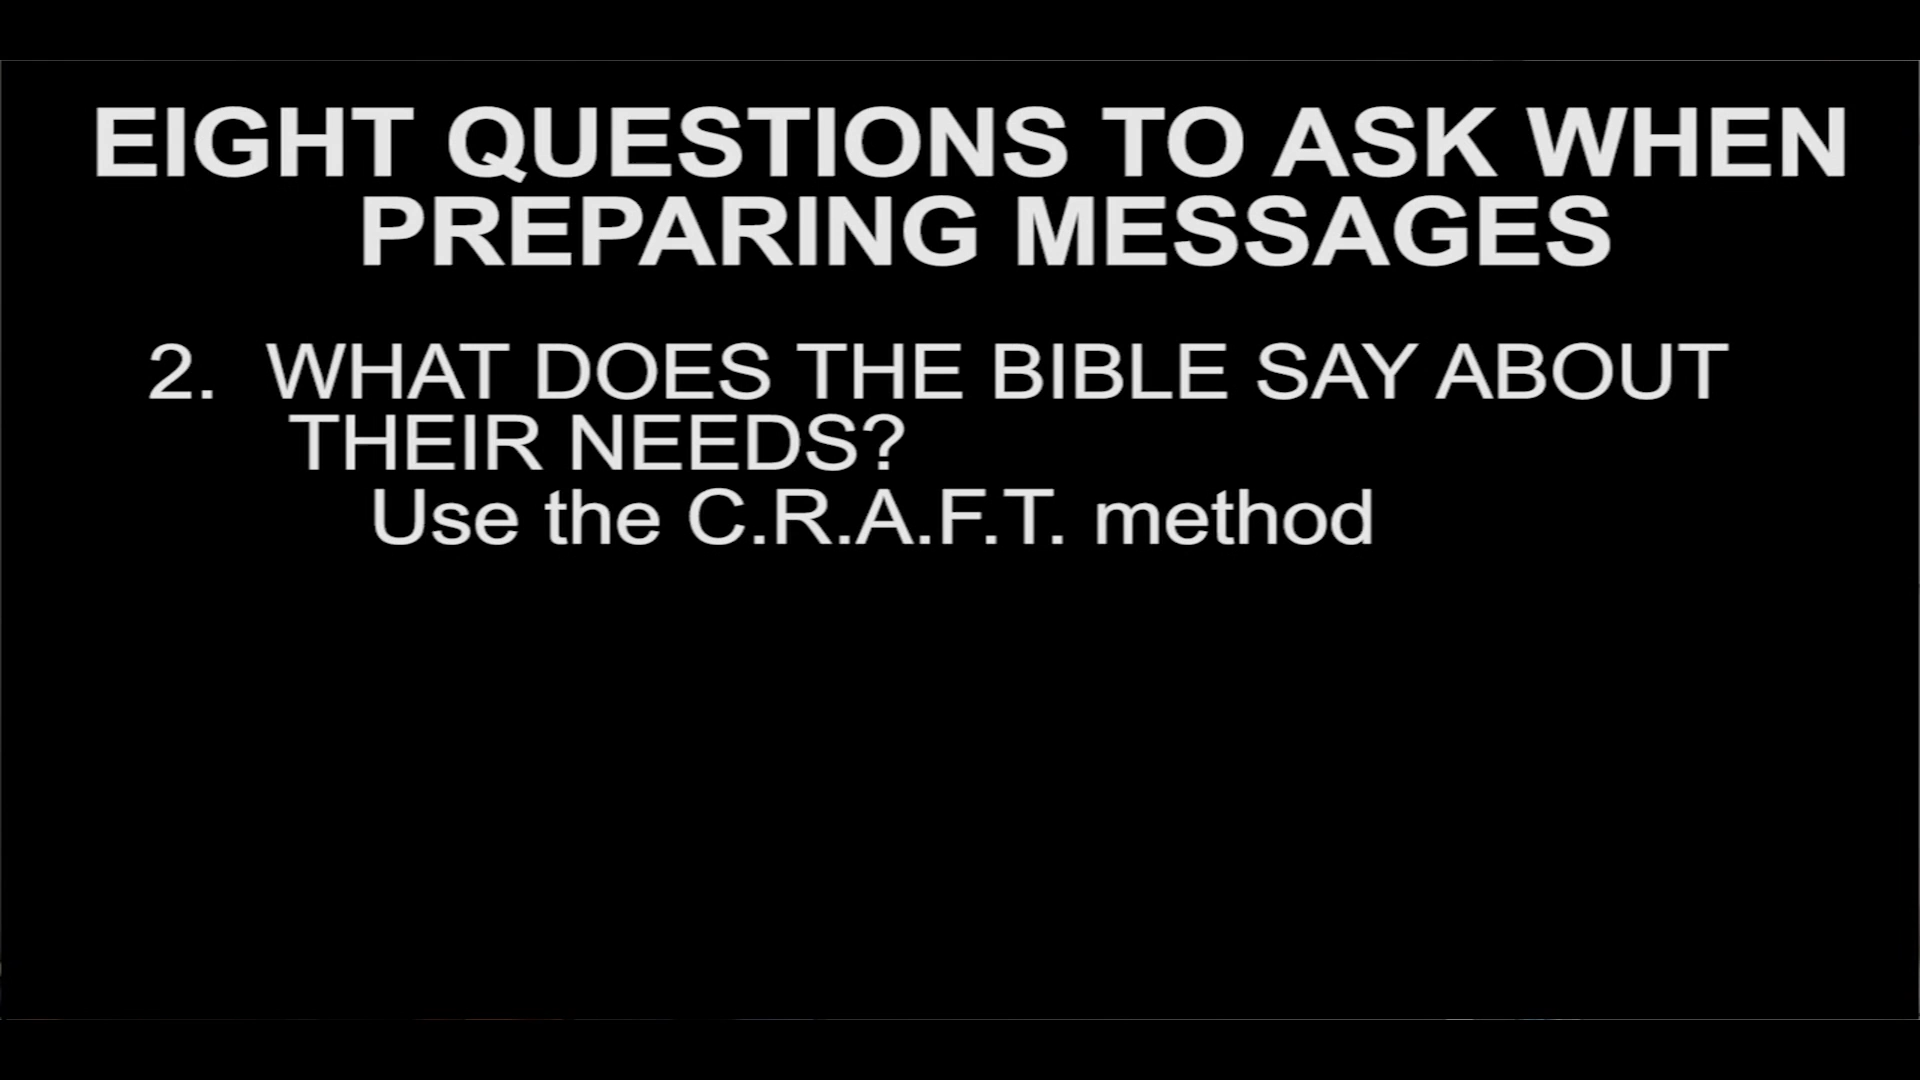 EIGHT QUESTIONS TO ASK WHEN
PREPARING MESSAGES
2. WHAT DOES THE BIBLE SAY ABOUT
THEIR NEEDS?
Use the C.R.A.F.T. method